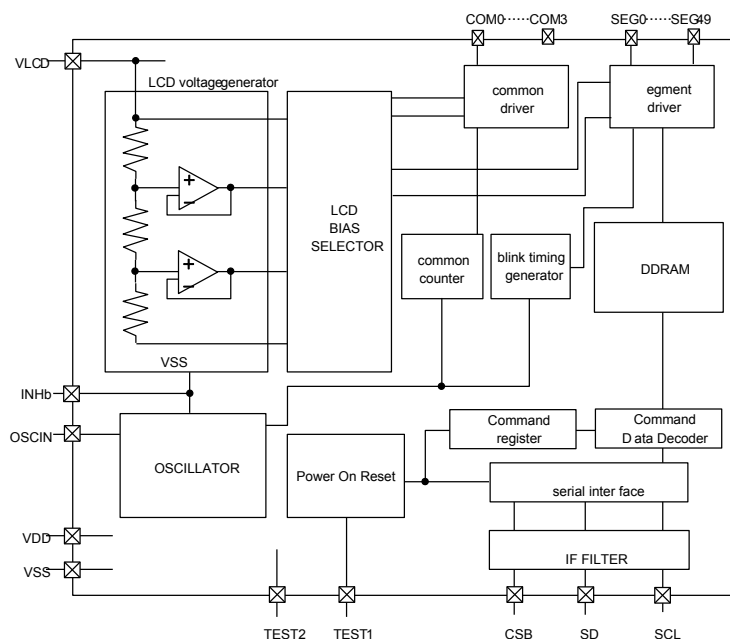 COM0······COM3
SEG0······SEG49
VLCD
LCD voltagegenerator
common
driver
egment
driver
+
−
+
−
LCD
BIAS
SELECTOR
common
counter
blink timing
generator
DDRAM
VSS
INHb
OSCIN
OSCILLATOR
Power On Reset
Command
register
Command
D ata Decoder
serial inter face
IF FILTER
VDD
VSS
TEST2
TEST1
CSB
SD
SCL